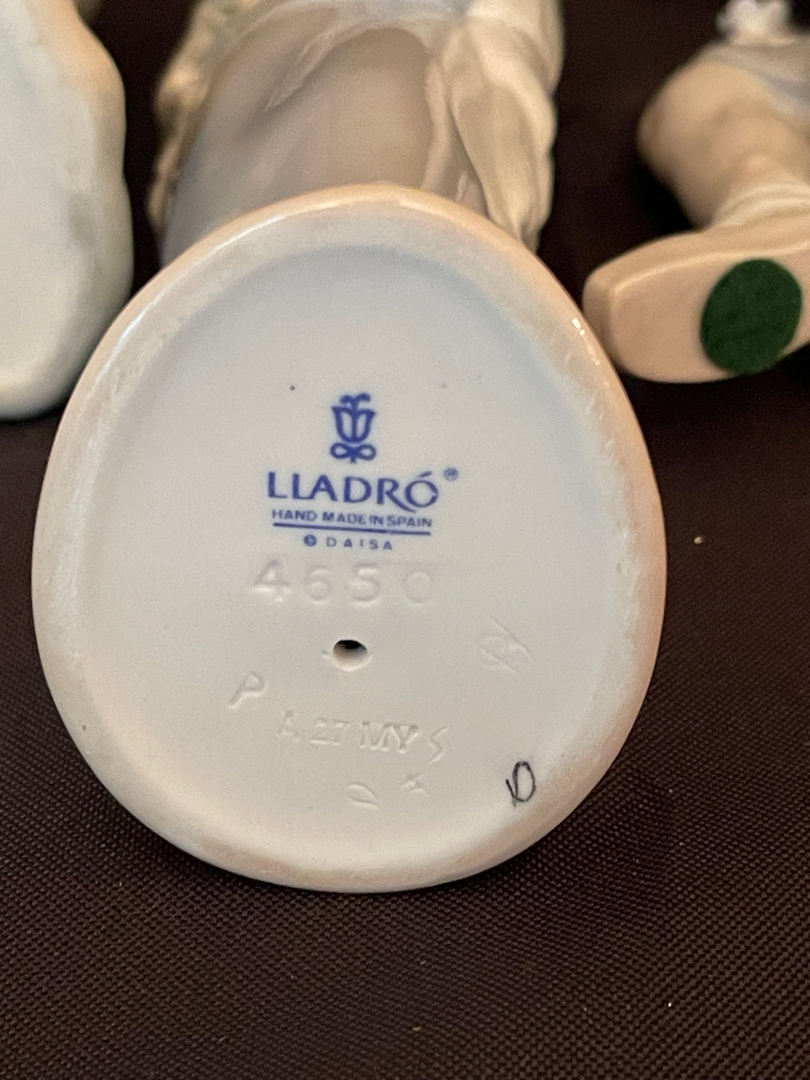 LLADRÓ®
HAND MADE IN SPAIN
© DAISA
4650
P
A 27 MY S
D